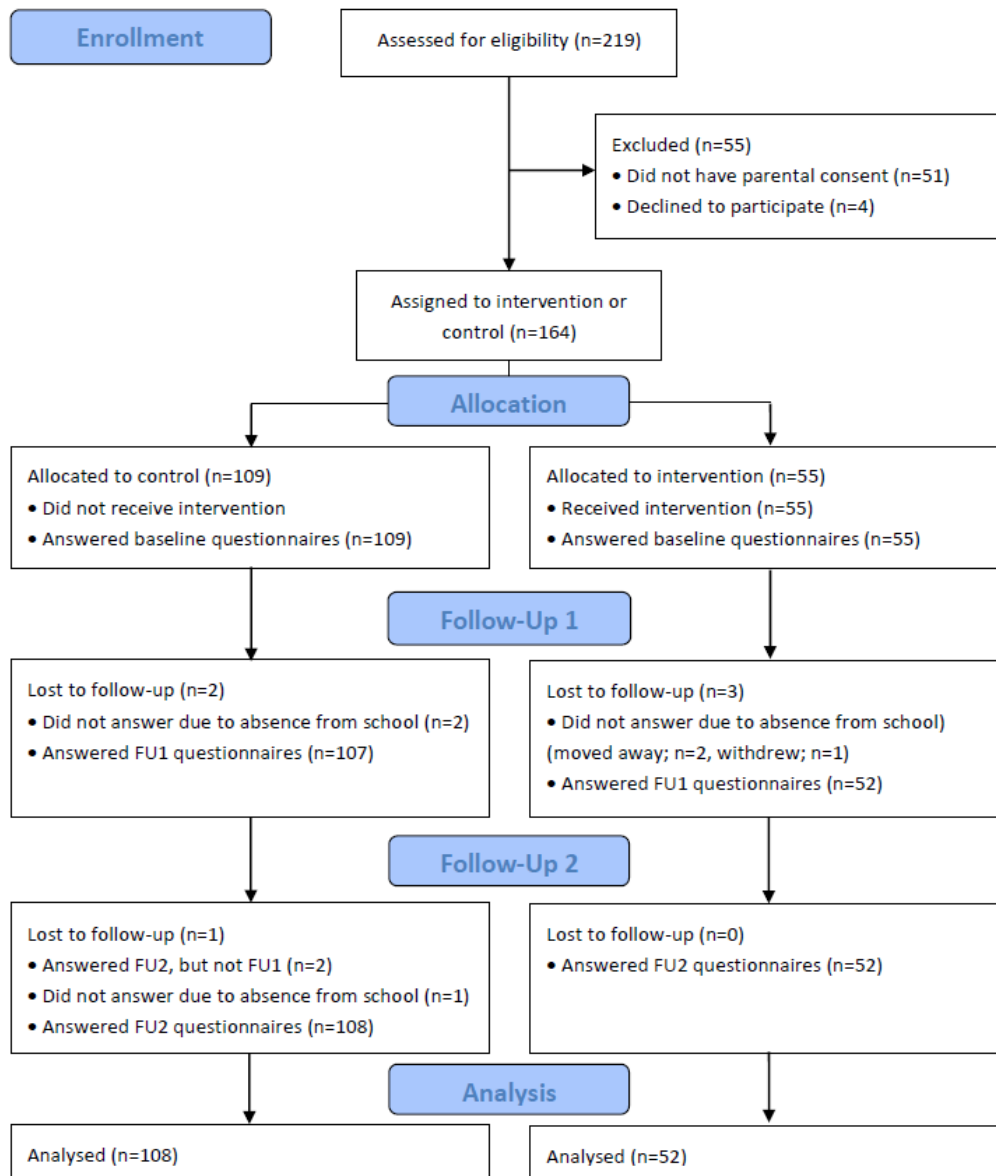 Enrollment
Assessed for eligibility (n=219)
Excluded (n=55)
• Did not have parental consent (n=51)
• Declined to participate (n=4)
Assigned to intervention or
control (n=164)
Allocation
Allocated to control (n=109)
• Did not receive intervention
• Answered baseline questionnaires (n=109)
Allocated to intervention (n=55)
• Received intervention (n=55)
• Answered baseline questionnaires (n=55)
Follow-Up 1
Lost to follow-up (n=2)
• Did not answer due to absence from school (n=2)
• Answered FU1 questionnaires (n=107)
Lost to follow-up (n=3)
• Did not answer due to absence from school)
(moved away; n=2, withdrew; n=1)
• Answered FU1 questionnaires (n=52)
Follow-Up 2
Lost to follow-up (n=1)
• Answered FU2, but not FU1 (n=2)
• Did not answer due to absence from school (n=1)
• Answered FU2 questionnaires (n=108)
Lost to follow-up (n=0)
• Answered FU2 questionnaires (n=52)
Analysis
Analysed (n=108)
Analysed (n=52)